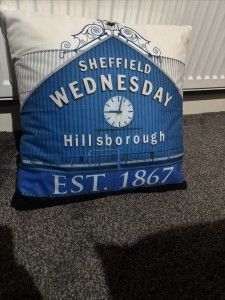 SHEFFIELD
WEDNESDAY
Hillsborough
EST. 1867